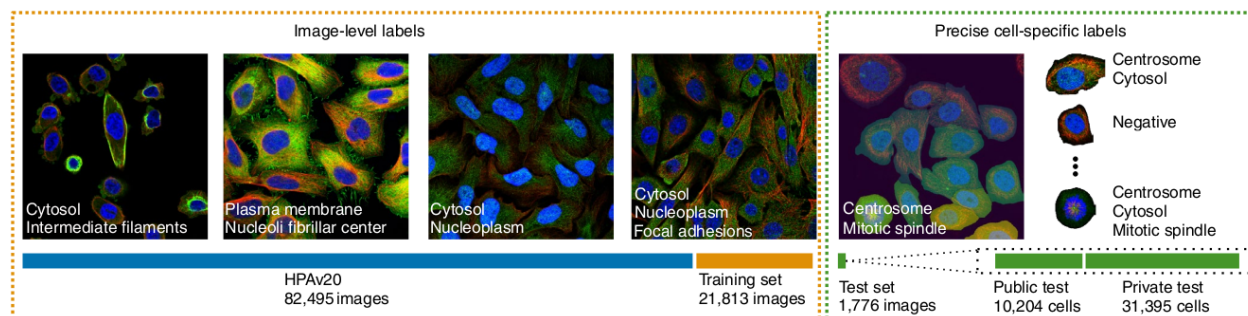 Image-level labels
Cytosol
Intermediate filaments
Plasma membrane
Nucleoli fibrillar center
Cytosol
Nucleoplasm
Cytosol
Nucleoplasm
Focal adhesions
HPAv20
82,495 images
Training set
21,813 images
Precise cell-specific labels
Centrosome
Mitotic spindle
Centrosome
Cytosol
Negative
Centrosome
Cytosol
Mitotic spindle
Test set
1,776 images
Public test
10,204 cells
Private test
31,395 cells